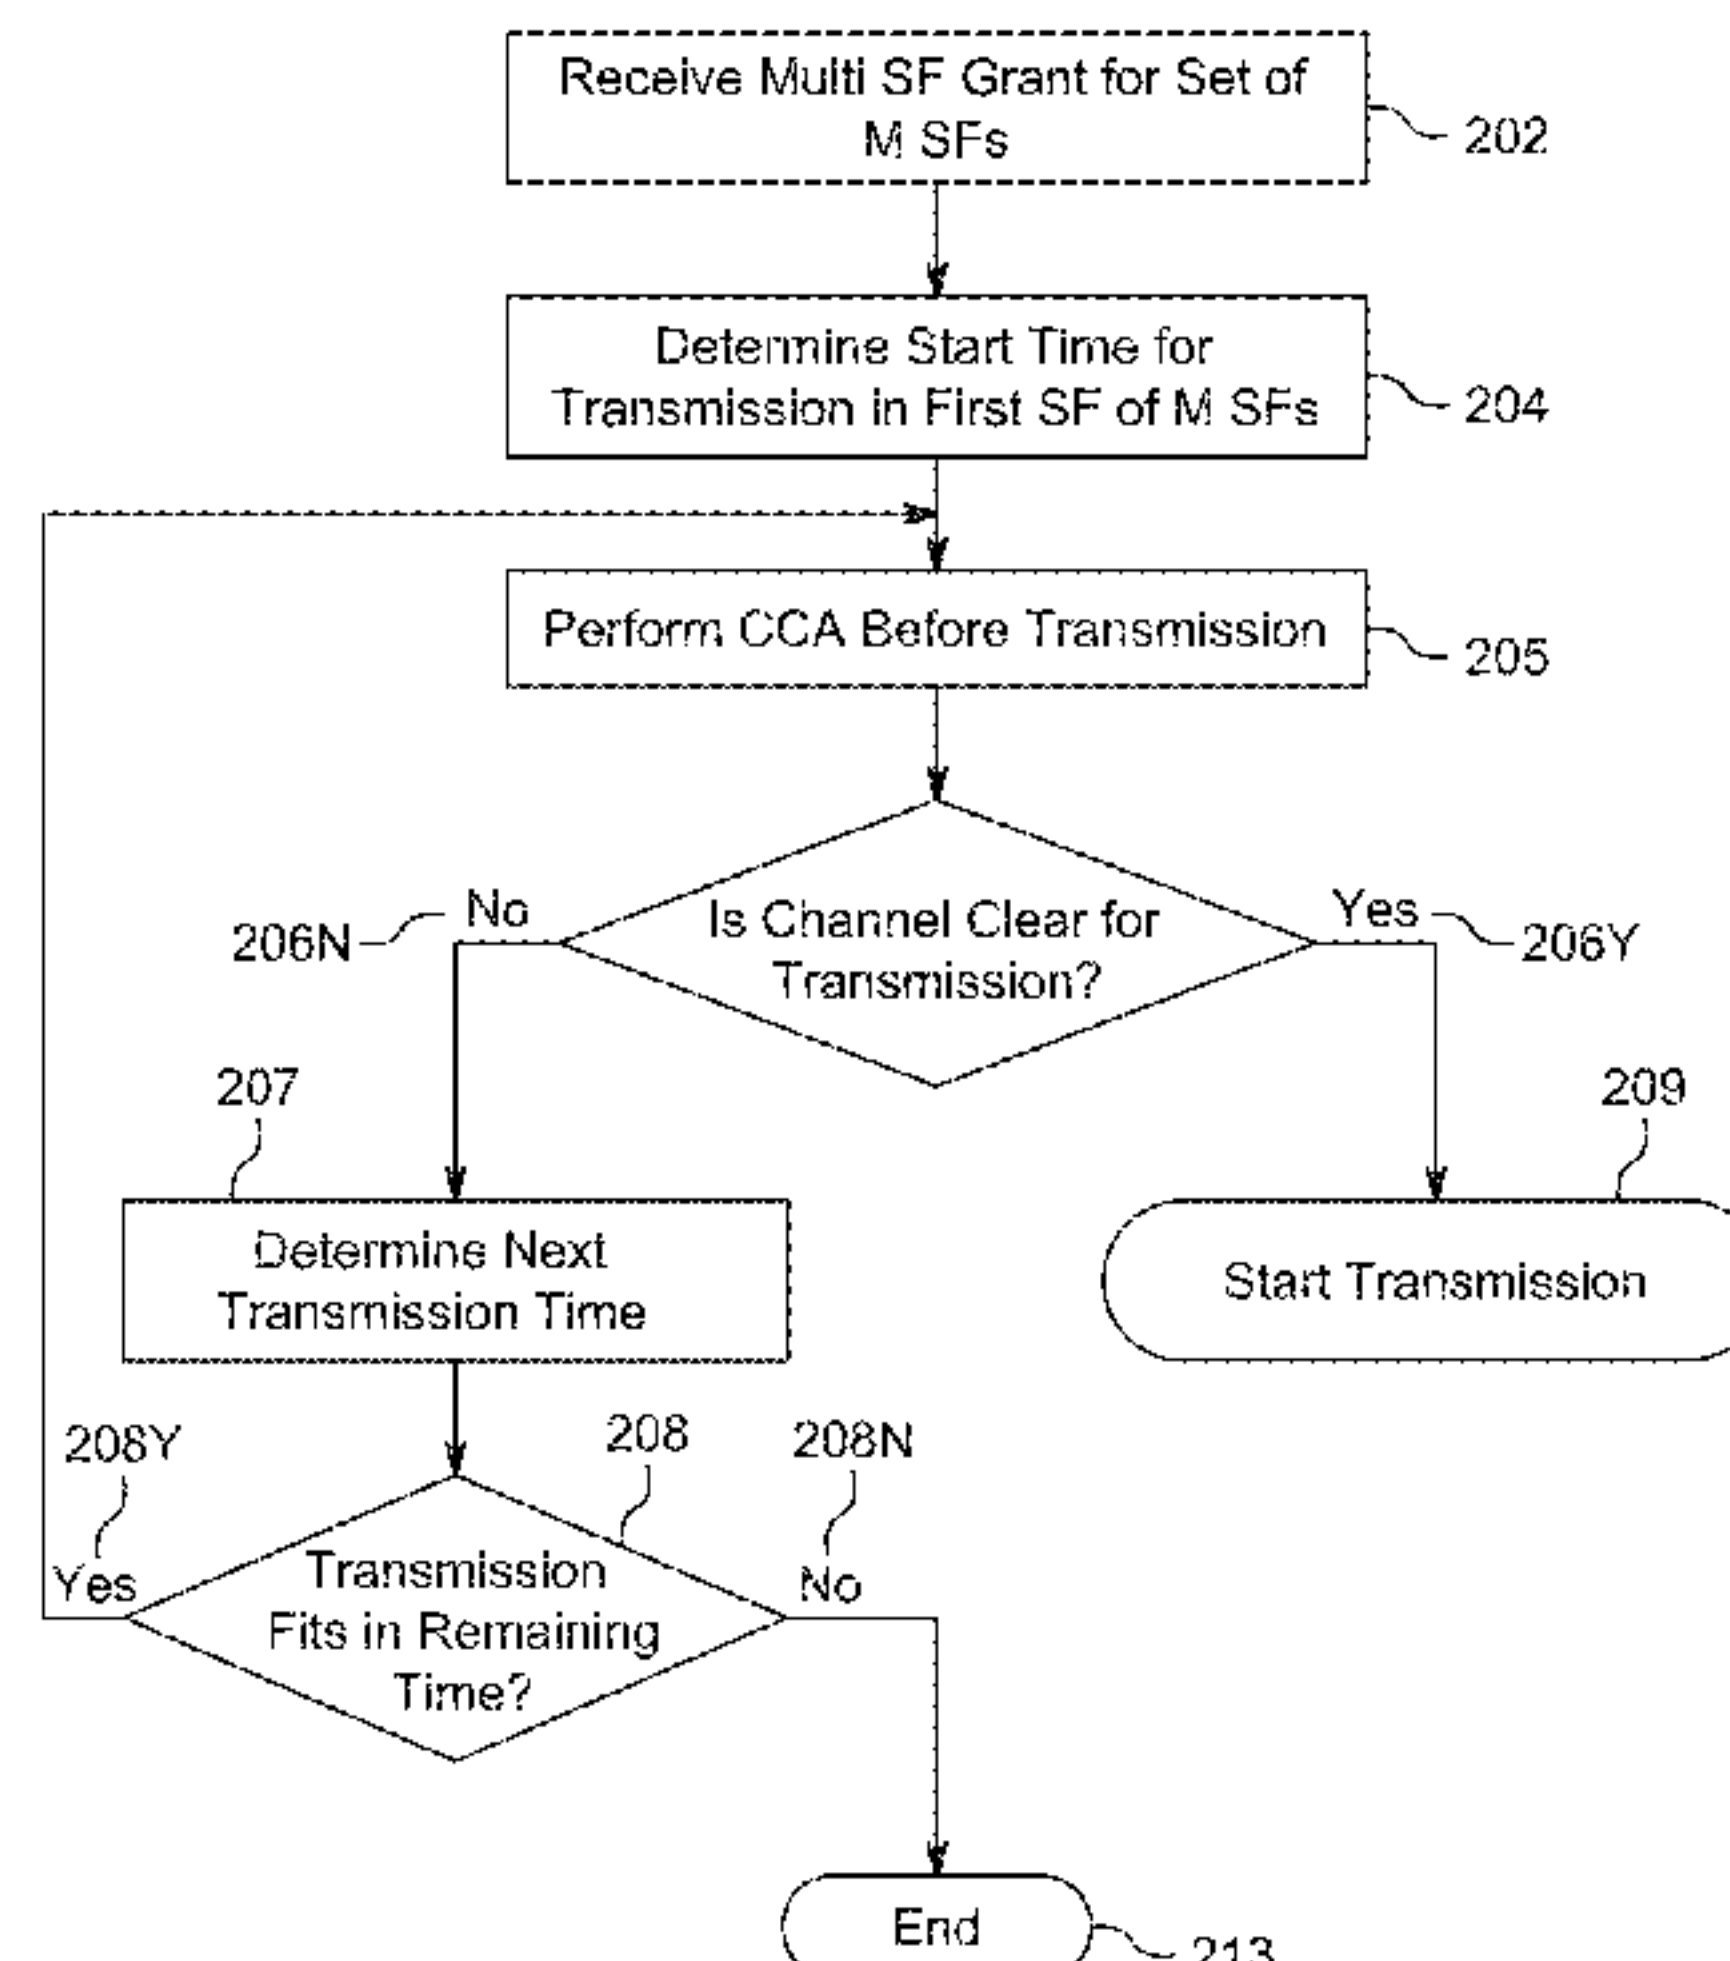 Receive Multi SF Grant for Set of
M SFs
202
Determine Start Time for
Transmission in First SF of M SFs
204
Perform CCA Before Transmission
205
No
206N
Is Channel Clear for
Transmission?
Yes
206Y
207
209
Determine Next
Transmission Time
Start Transmission
208Y
208
208N
Yes
Transmission
Fits in Remaining
Time?
No
End
213